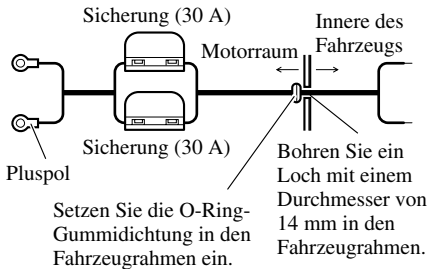 Sicherung (30 A)
Motorraum
Innere des
Fahrzeugs
Sicherung (30 A)
Pluspol
Setzen Sie die O-Ring-
Gummidichtung in den
Fahrzeugrahmen ein.
Bohren Sie ein
Loch mit einem
Durchmesser von
14 mm in den
Fahrzeugrahmen.